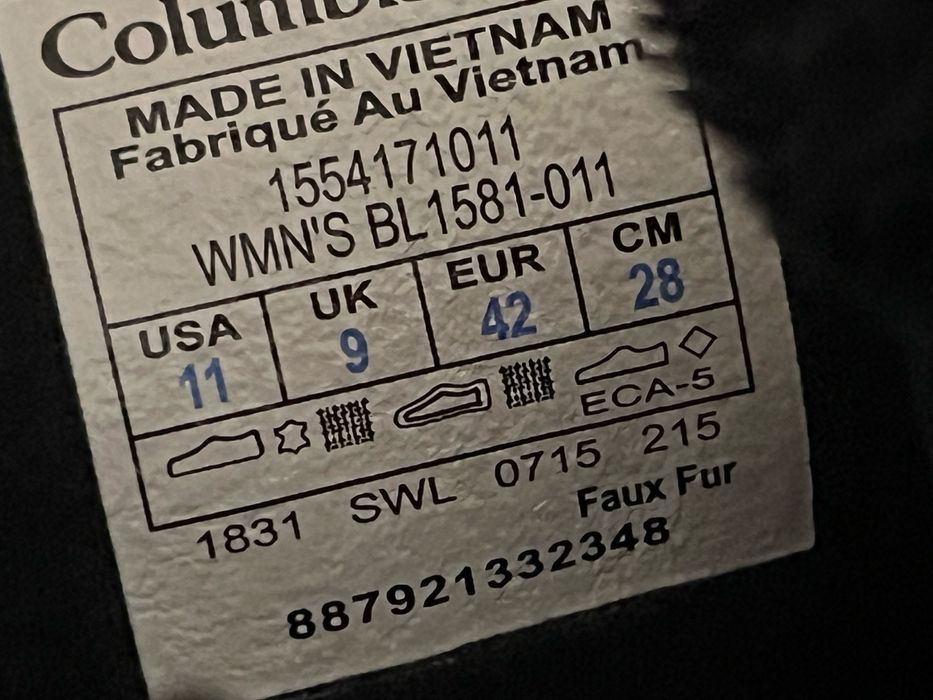 Columbia
MADE IN VIETNAM
Fabriqué Au Vietnam
1554171011
WMN'S BL1581-011
USA UK EUR CM
11 9 42 28
ECA-5
1831 SWL 0715 215
Faux Fur
887921332348